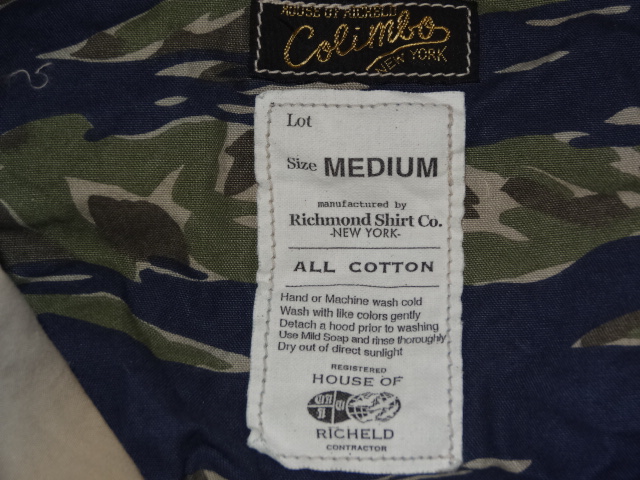 HOUSE OF RICHELD
Colimbo
NEW YORK
Lot
Size MEDIUM
manufactured by
Richmond Shirt Co.
-NEW YORK-
ALL COTTON
Hand or Machine wash cold
Wash with like colors gently
Detach a hood prior to washing
Use Mild Soap and rinse thoroughly
Dry out of direct sunlight
REGISTERED
HOUSE OF
RICHELD
CONTRACTOR